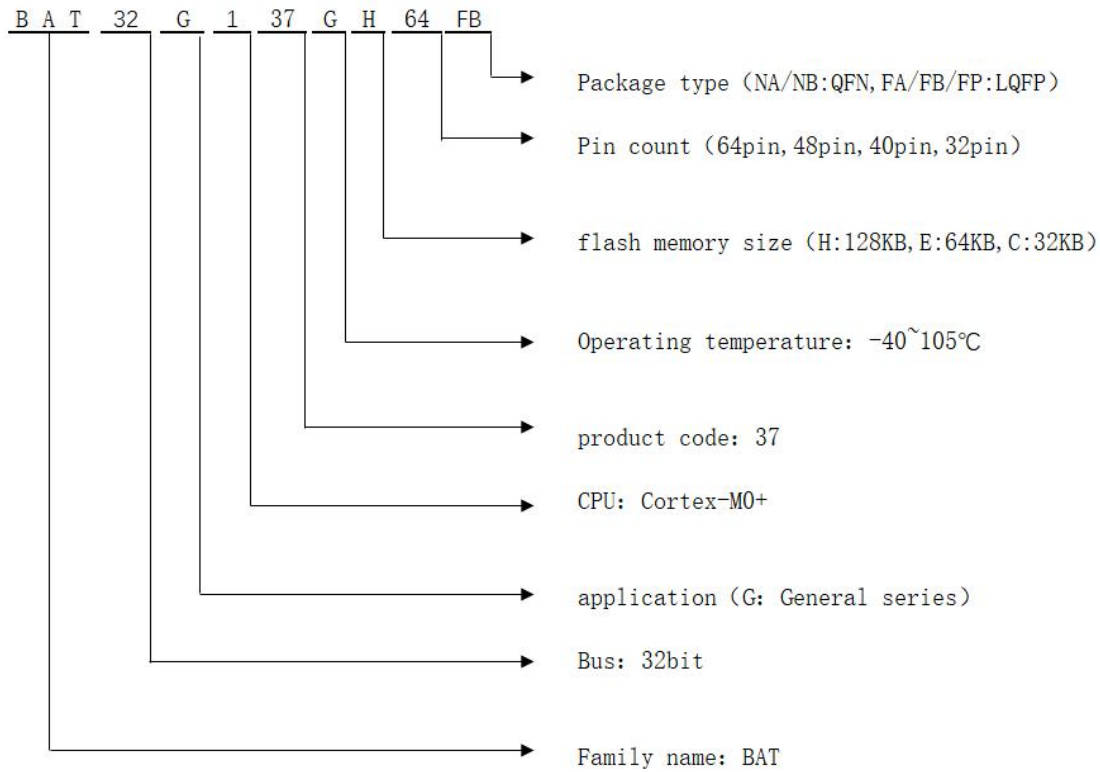 BAT 32 G 1 37 G H 64 FB
Package type（NA/NB:QFN,FA/FB/FP:LQFP）
Pin count（64pin,48pin,40pin,32pin）
flash memory size（H:128KB,E:64KB,C:32KB）
Operating temperature: -40~105℃
product code: 37
CPU: Cortex-M0+
application（G: General series）
Bus: 32bit
Family name: BAT